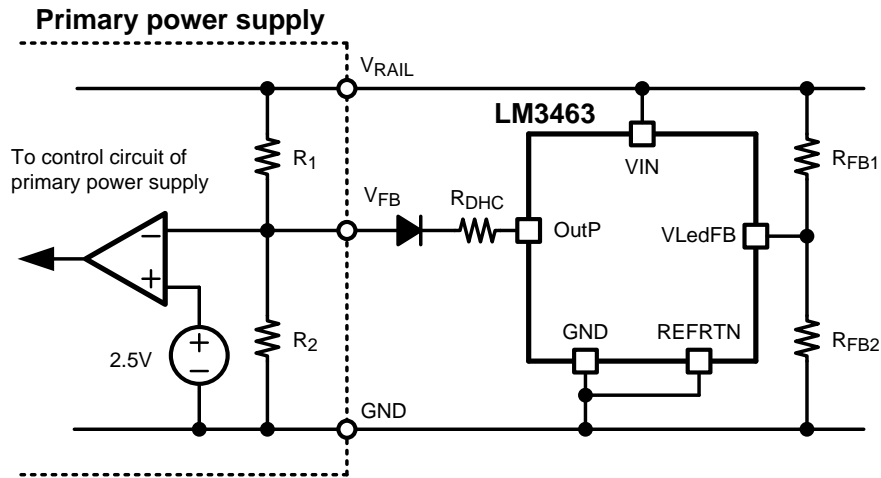 Primary power supply
VRAIL
LM3463
To control circuit of
primary power supply
R1
VIN
RFB1
VFB
RDHC
OutP
VLedFB
−
+
2.5V
+
−
R2
GND
REFRTN
RFB2
GND